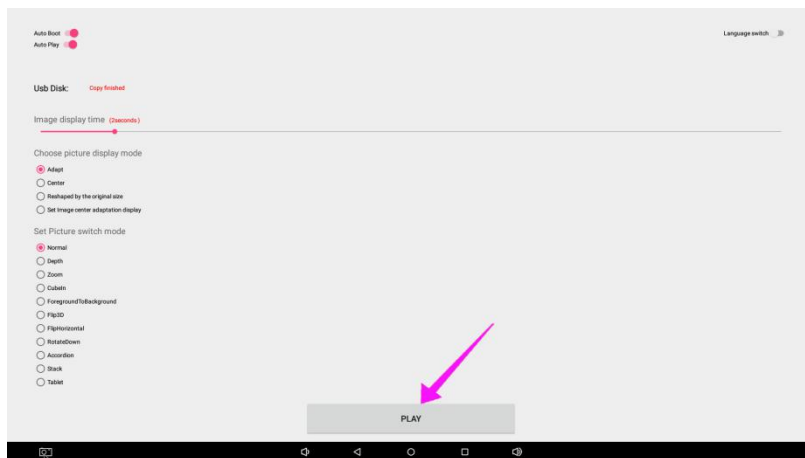 Auto Boot
Language switch
Auto Play
Usb Disk: Copy finished
Image display time (2seconds)
Choose picture display mode
Adapt
Center
Reshaped by the original size
Set Image center adaptation display
Set Picture switch mode
Normal
Depth
Zoom
CubeIn
ForegroundToBackground
Flip3D
FlipHorizontal
RotateDown
Accordion
Stack
Tablet
PLAY